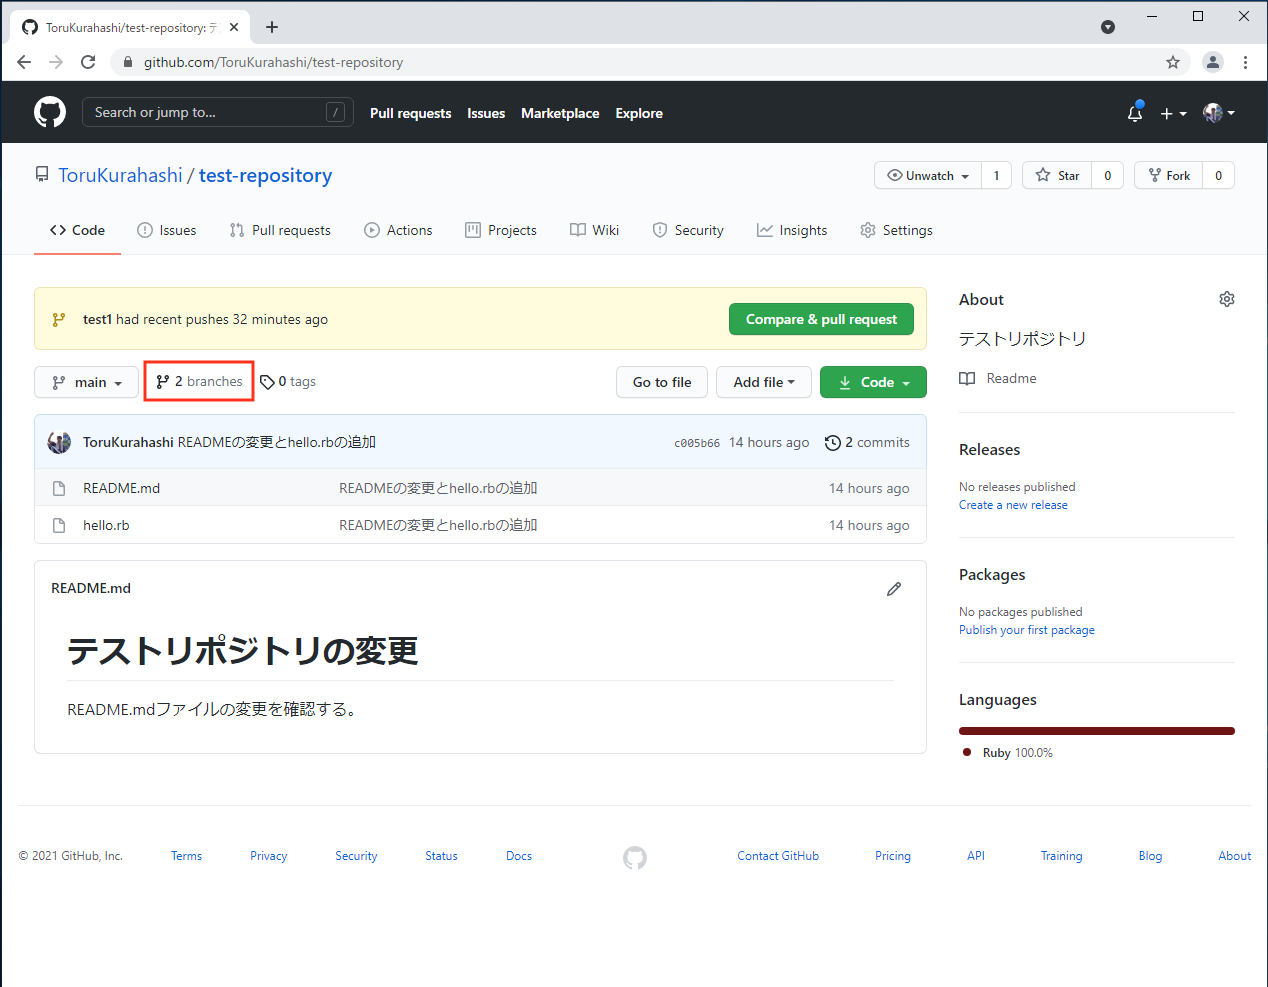 ToruKurahashi/test-repository: テ
github.com/ToruKurahashi/test-repository
Search or jump to... / Pull requests Issues Marketplace Explore
ToruKurahashi / test-repository Unwatch 1 Star 0 Fork 0
Code Issues Pull requests Actions Projects Wiki Security Insights Settings
test1 had recent pushes 32 minutes ago Compare & pull request
main 2 branches 0 tags Go to file Add file Code
ToruKurahashi READMEの変更とhello.rbの追加 c005b66 14 hours ago 2 commits
README.md READMEの変更とhello.rbの追加 14 hours ago
hello.rb READMEの変更とhello.rbの追加 14 hours ago
README.md
テストリポジトリの変更
README.mdファイルの変更を確認する。
About
テストリポジトリ
Readme
Releases
No releases published
Create a new release
Packages
No packages published
Publish your first package
Languages
Ruby 100.0%
© 2021 GitHub, Inc. Terms Privacy Security Status Docs Contact GitHub Pricing API Training Blog About